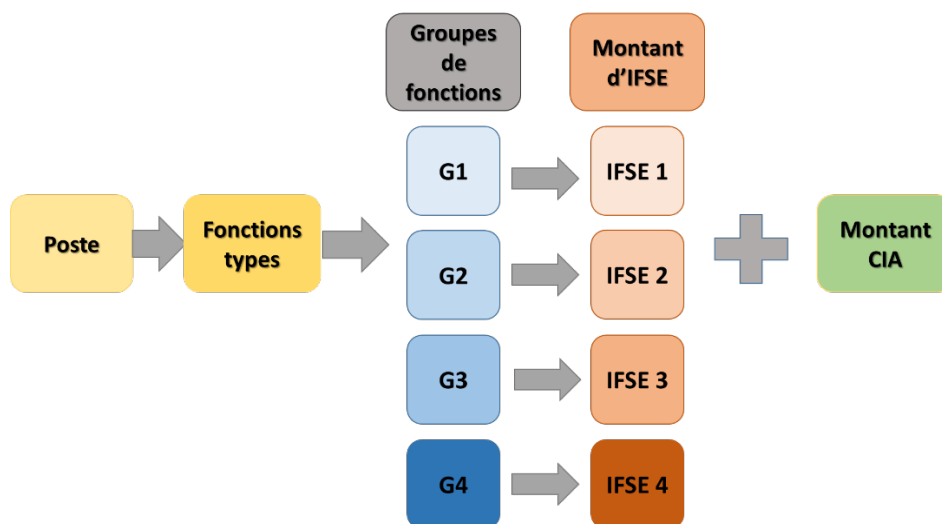 Groupes
de
fonctions
Montant
d’IFSE
G1
IFSE 1
Poste
Fonctions
types
G2
IFSE 2
Montant
CIA
G3
IFSE 3
G4
IFSE 4